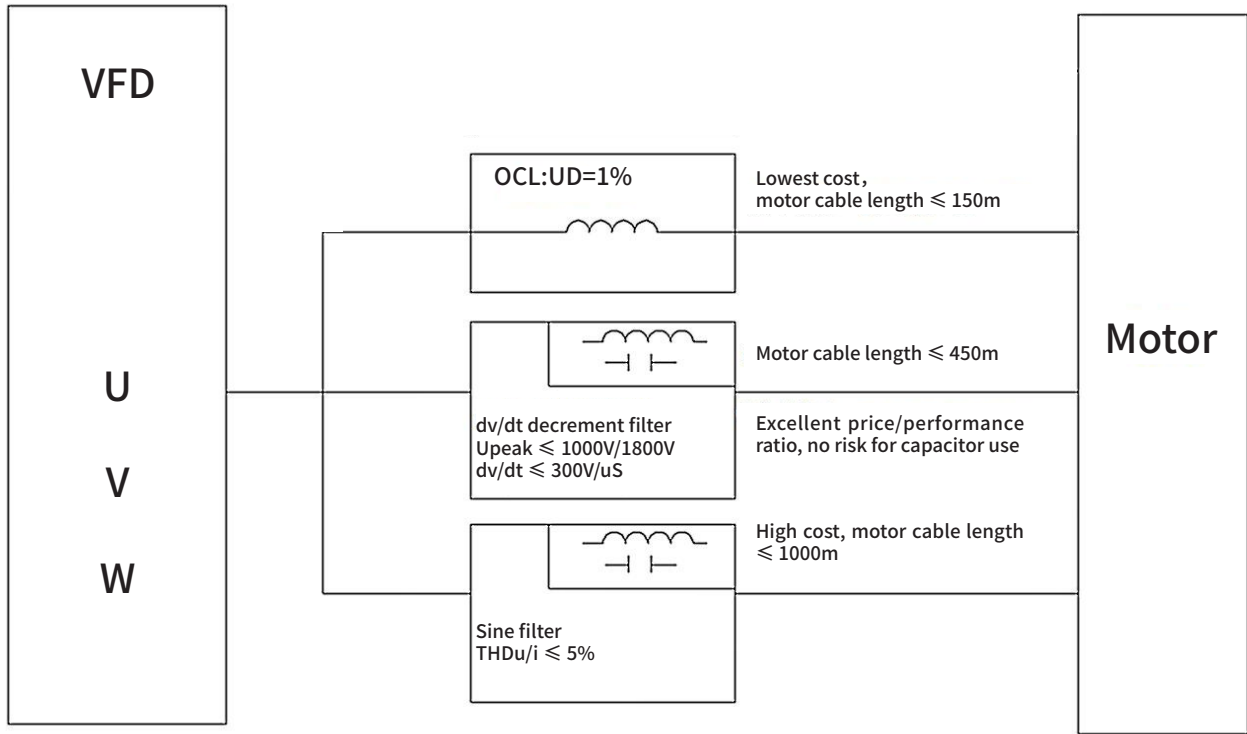 VFD
U
V
W
OCL:UD=1%
Lowest cost,
motor cable length ≤ 150m
Motor cable length ≤ 450m
dv/dt decrement filter
Upeak ≤ 1000V/1800V
dv/dt ≤ 300V/uS
Excellent price/performance
ratio, no risk for capacitor use
High cost, motor cable length
≤ 1000m
Sine filter
THDu/i ≤ 5%
Motor